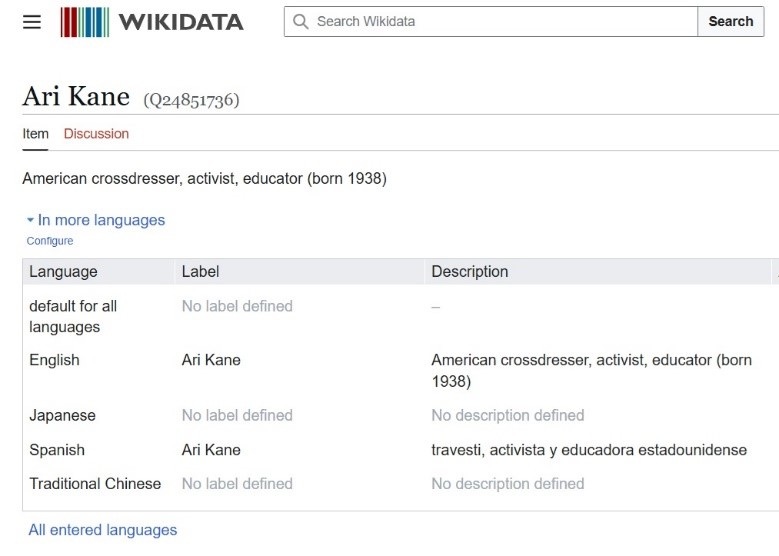 WIKIDATA
Search Wikidata
Search
Ari Kane (Q24851736)
Item Discussion
American crossdresser, activist, educator (born 1938)
In more languages
Configure
Language Label Description
default for all
languages
No label defined –
English Ari Kane American crossdresser, activist, educator (born
1938)
Japanese No label defined No description defined
Spanish Ari Kane travesti, activista y educadora estadounidense
Traditional Chinese No label defined No description defined
All entered languages